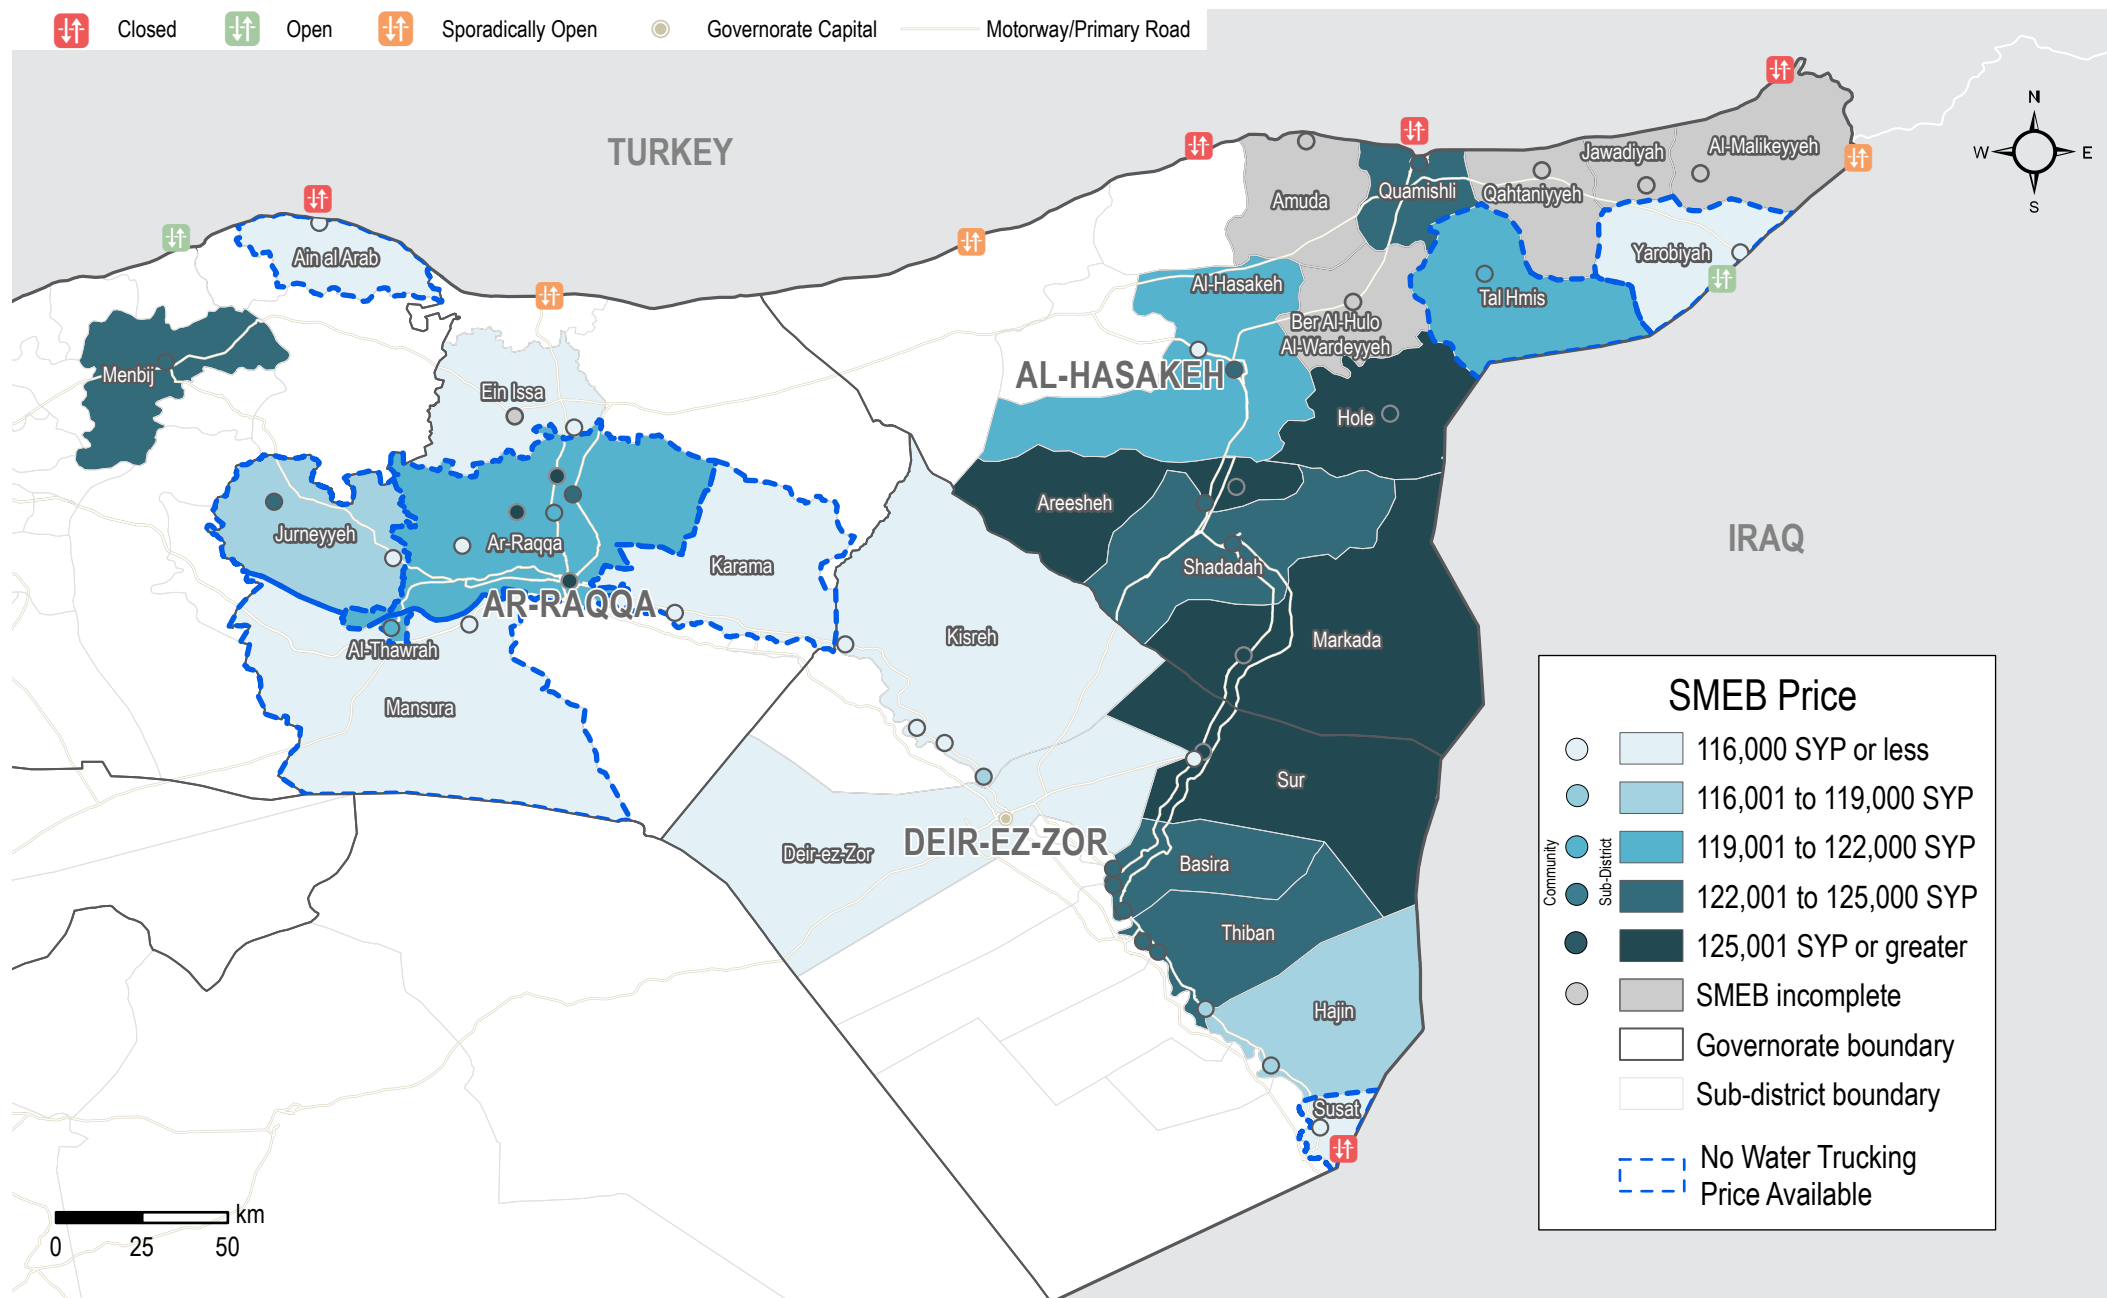 Closed
Open
Sporadically Open
Governorate Capital
Motorway/Primary Road
TURKEY
IRAQ
N
W
E
S
Ain al Arab
Menbij
Ein Issa
Jurneyyeh
Ar-Raqqa
AR-RAQQA
Karama
Al-Thawrah
Mansura
Amuda
Quamishli
Qahtaniyyeh
Jawadiyah
Al-Malikeyyeh
Yarobiyah
Tal Hmis
Al-Hasakeh
Ber Al-Hulo
Al-Wardeyyeh
AL-HASAKEH
Hole
Areesheh
Shadadah
Markada
Kisreh
Sur
Deir-ez-Zor
DEIR-EZ-ZOR
Basira
Thiban
Hajin
Susat
SMEB Price
Community
Sub-District
116,000 SYP or less
116,001 to 119,000 SYP
119,001 to 122,000 SYP
122,001 to 125,000 SYP
125,001 SYP or greater
SMEB incomplete
Governorate boundary
Sub-district boundary
No Water Trucking
Price Available
km
0 25 50